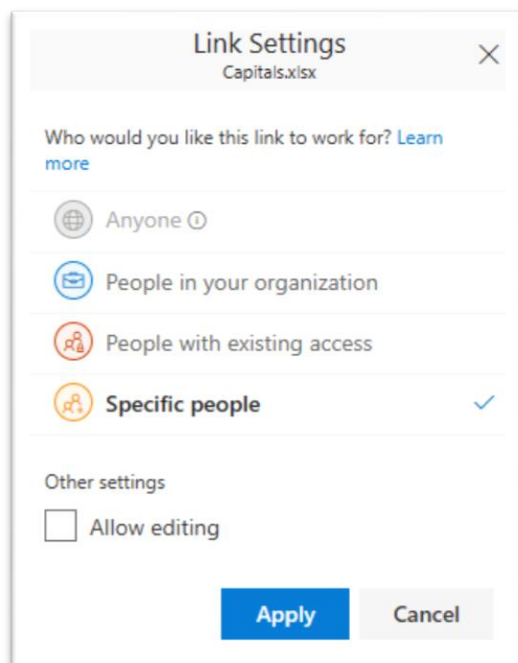 Link Settings
Capitals.xlsx
Who would you like this link to work for? Learn
more
Anyone
People in your organization
People with existing access
Specific people
Other settings
Allow editing
Apply
Cancel